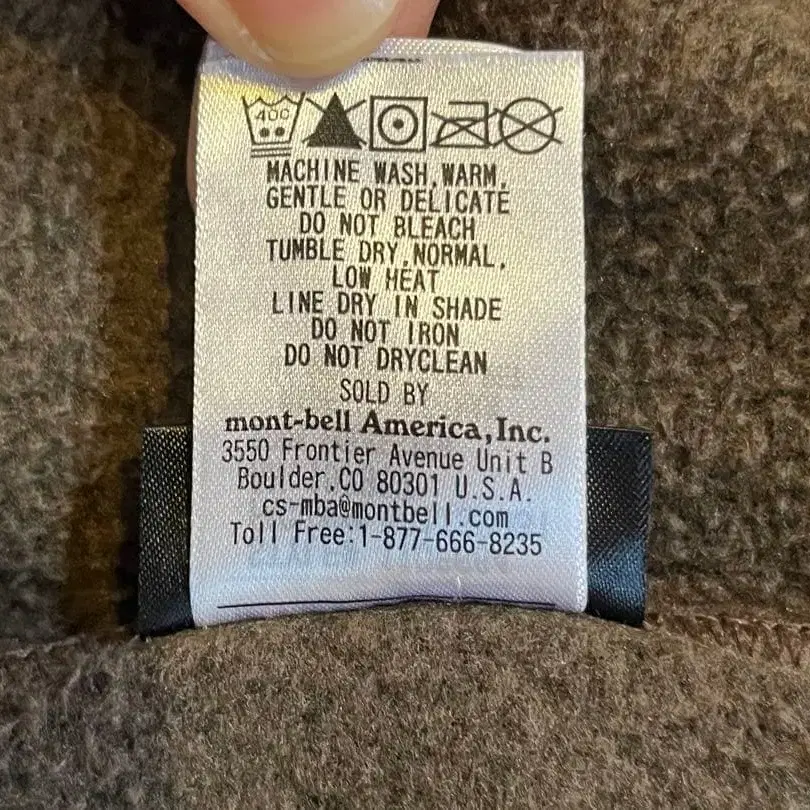 40C
MACHINE WASH,WARM,
GENTLE OR DELICATE
DO NOT BLEACH
TUMBLE DRY,NORMAL,
LOW HEAT
LINE DRY IN SHADE
DO NOT IRON
DO NOT DRYCLEAN
SOLD BY
mont-bell America,Inc.
3550 Frontier Avenue Unit B
Boulder,CO 80301 U.S.A.
cs-mba@montbell.com
Toll Free:1-877-666-8235